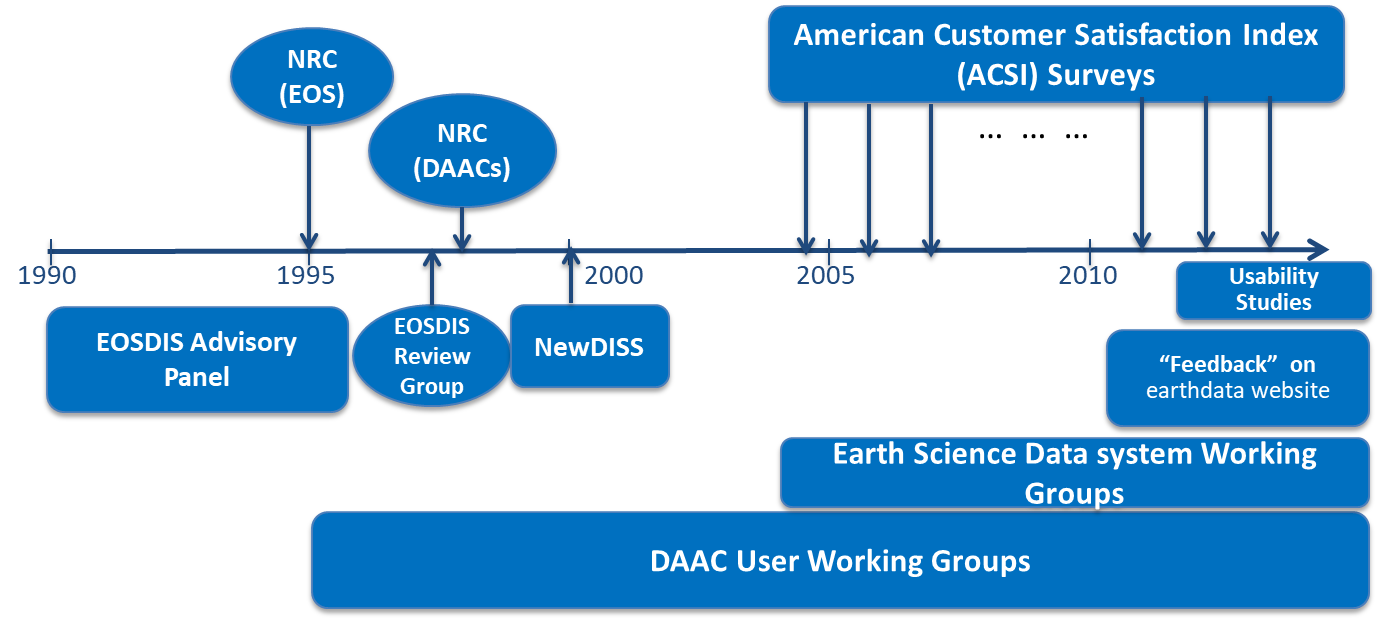 NRC
(EOS)
NRC
(DAACs)
American Customer Satisfaction Index
(ACSI) Surveys
... ... ...
1990
1995
2000
2005
2010
EOSDIS Advisory
Panel
EOSDIS
Review
Group
NewDISS
Usability
Studies
“Feedback” on
earthdata website
Earth Science Data system Working
Groups
DAAC User Working Groups